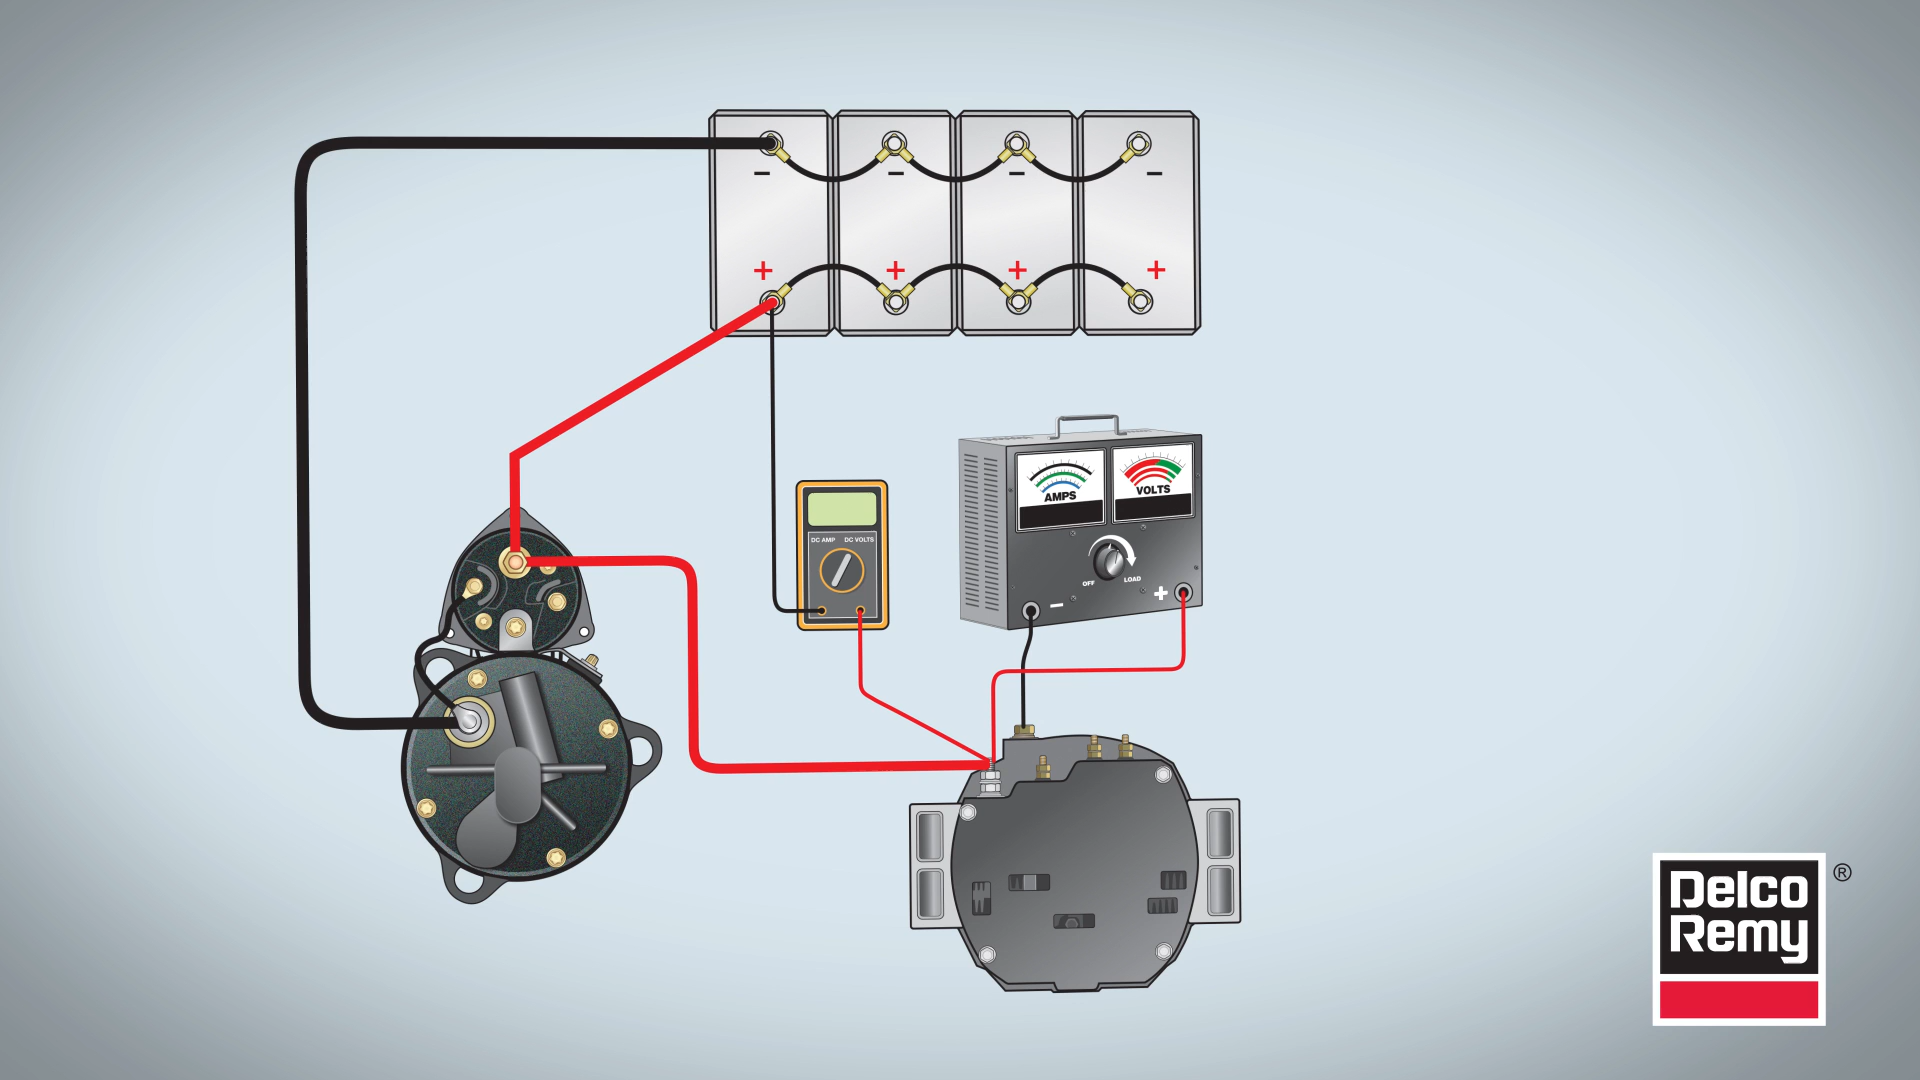 − − − −
+ + + +
AMPS VOLTS
DC AMP DC VOLTS
OFF LOAD
− +
Delco
Remy
®